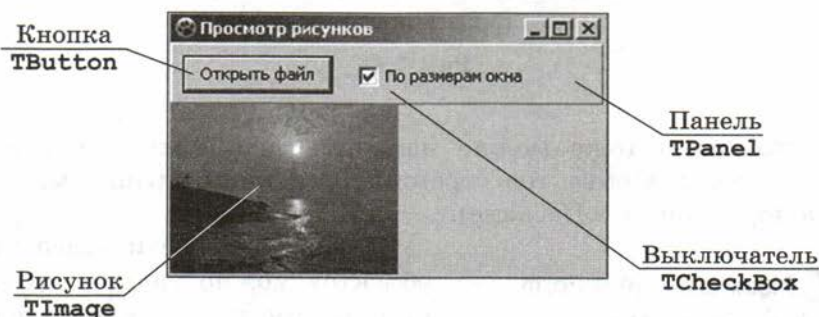 Просмотр рисунков
Кнопка
TButton
Открыть файл
По размерам окна
Панель
TPanel
Выключатель
TCheckBox
Рисунок
TImage